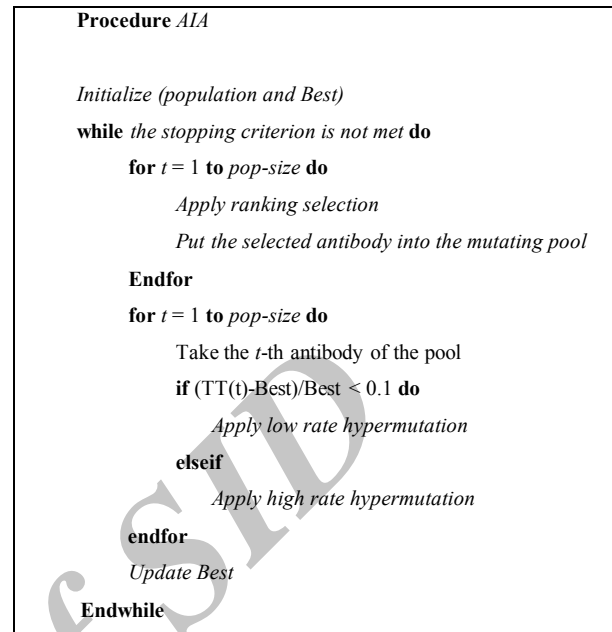 Procedure AIA
Initialize (population and Best)
while the stopping criterion is not met do
for t = 1 to pop-size do
Apply ranking selection
Put the selected antibody into the mutating pool
Endfor
for t = 1 to pop-size do
Take the t-th antibody of the pool
if (TT(t)-Best)/Best < 0.1 do
Apply low rate hypermutation
elseif
Apply high rate hypermutation
endfor
Update Best
Endwhile
f SID